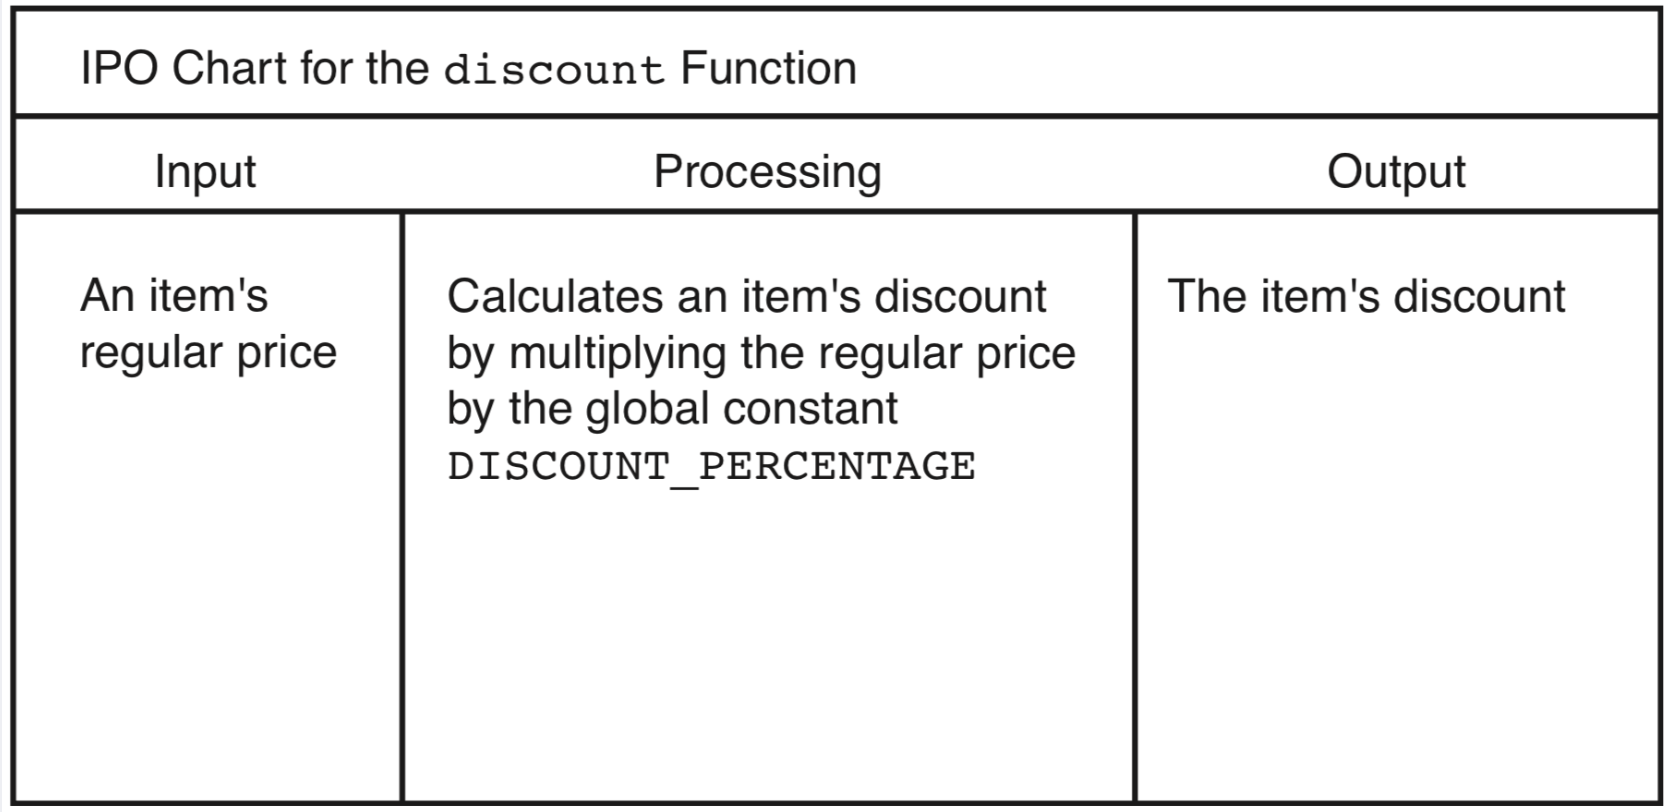 IPO Chart for the discount Function
Input Processing Output
An item's
regular price
Calculates an item's discount
by multiplying the regular price
by the global constant
DISCOUNT_PERCENTAGE
The item's discount